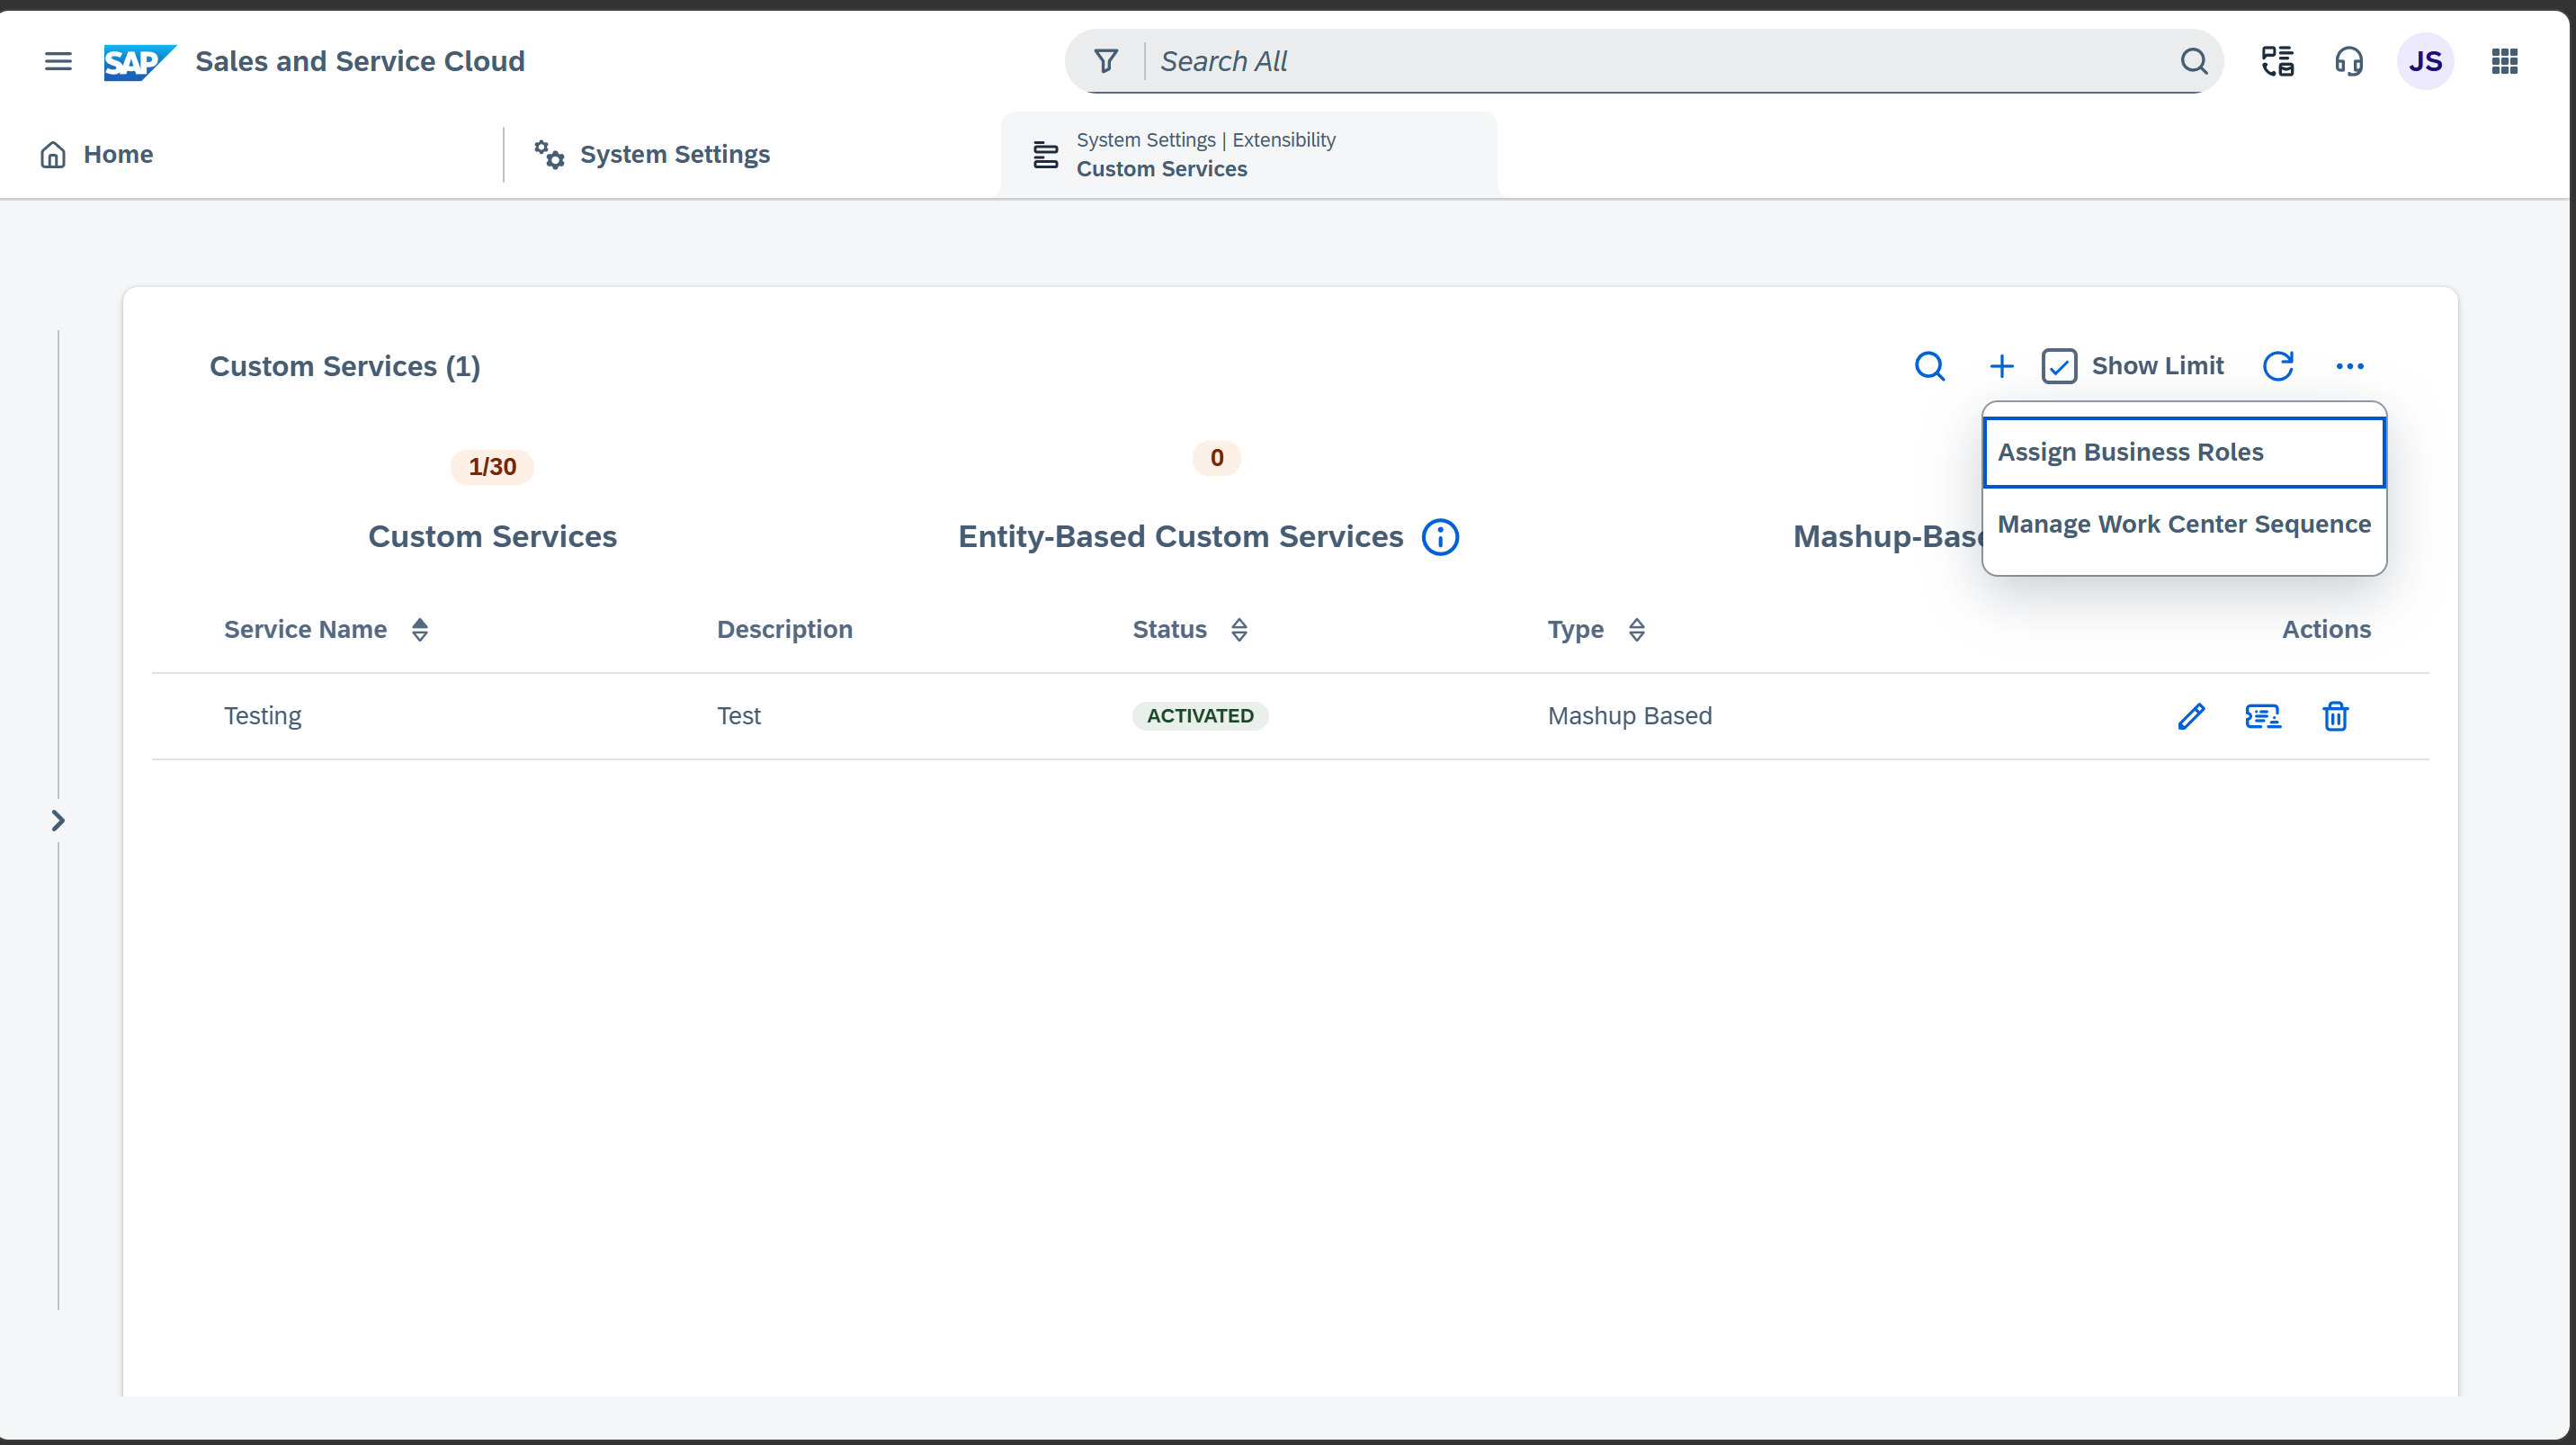 SAP Sales and Service Cloud
Search All
JS
Home
System Settings
System Settings | Extensibility
Custom Services
Custom Services (1)
Show Limit
Assign Business Roles
Manage Work Center Sequence
1/30
Custom Services
0
Entity-Based Custom Services
Service Name
Description
Status
Type
Actions
Testing
Test
ACTIVATED
Mashup Based